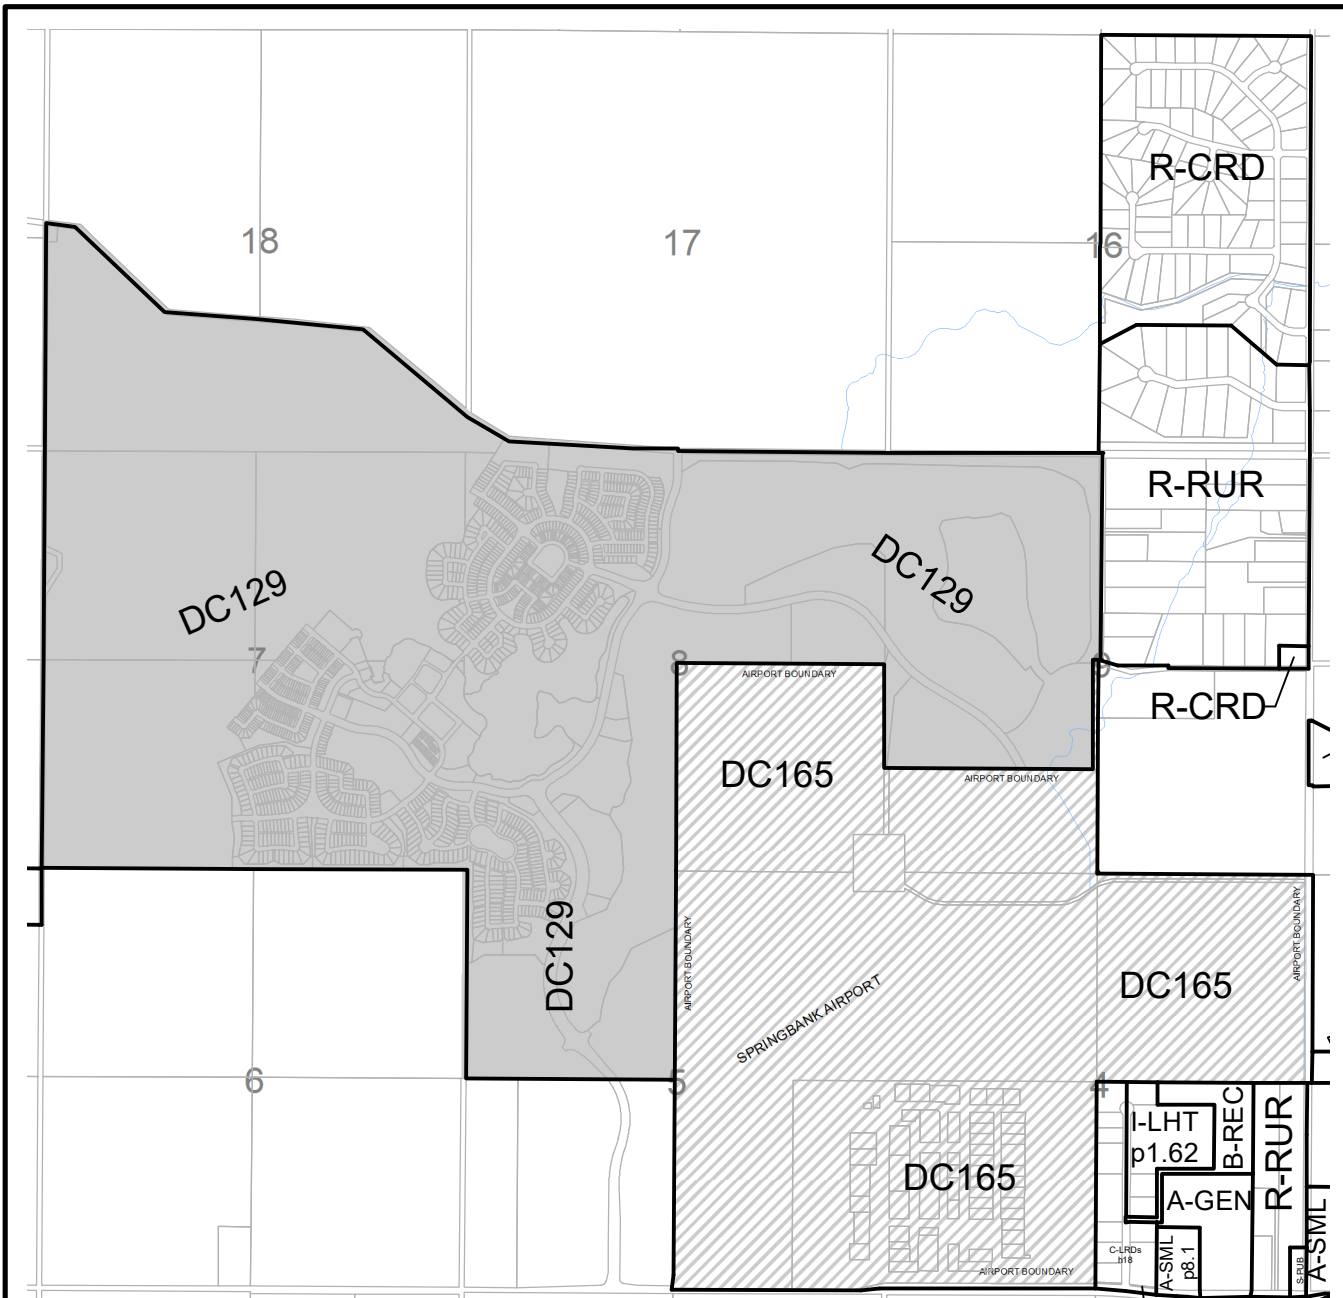 R-CRD
18
17
16
R-RUR
DC129
DC129
7
8
9
AIRPORT BOUNDARY
R-CRD
DC165
AIRPORT BOUNDARY
AIRPORT BOUNDARY
AIRPORT BOUNDARY
DC129
DC165
SPRINGBANK AIRPORT
6
5
4
I-LHT
p1.62
B-REC
R-RUR
DC165
A-GEN
A-SML
p8.1
A-SML
C-LRDs
h18
S-PUB
AIRPORT BOUNDARY